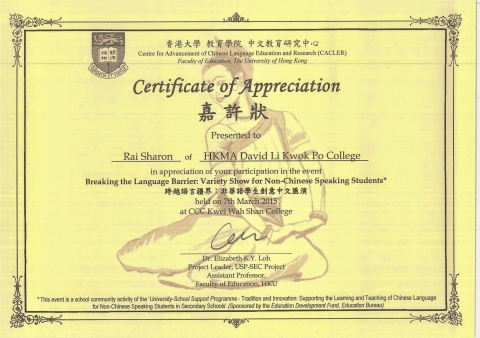 香港大學 教育學院 中文教育研究中心
Centre for Advancement of Chinese Language Education and Research (CACLER)
Faculty of Education, The University of Hong Kong
Certificate of Appreciation
嘉許狀
Presented to
Rai Sharon of HKMA David Li Kwok Po College
in appreciation of your participation in the event
Breaking the Language Barrier: Variety Show for Non-Chinese Speaking Students*
跨越語言疆界：非華語學生創意中文匯演
held on 7th March 2015
at CCC Kwei Wah Shan College
Dr. Elizabeth K.Y. Loh
Project Leader, USP-SEC Project
Assistant Professor,
Faculty of Education, HKU
* This event is a school community activity of the 'University-School Support Programme - Tradition and Innovation: Supporting the Learning and Teaching of Chinese Language
for Non-Chinese Speaking Students in Secondary Schools' (Sponsored by the Education Development Fund, Education Bureau)